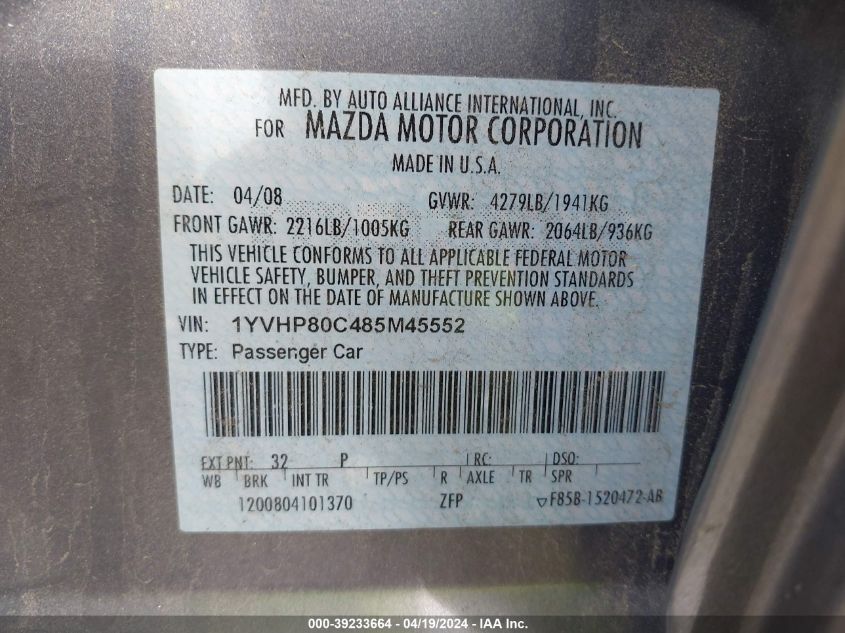 MFD. BY AUTO ALLIANCE INTERNATIONAL, INC.
FOR MAZDA MOTOR CORPORATION
MADE IN U.S.A.
DATE: 04/08 GVWR: 4279LB/1941KG
FRONT GAWR: 2216LB/1005KG REAR GAWR: 2064LB/936KG
THIS VEHICLE CONFORMS TO ALL APPLICABLE FEDERAL MOTOR
VEHICLE SAFETY, BUMPER, AND THEFT PREVENTION STANDARDS
IN EFFECT ON THE DATE OF MANUFACTURE SHOWN ABOVE.
VIN: 1YVHP80C485M45552
TYPE: Passenger Car
EXT PNT: 32 P RC: DSO:
WB BRK INT TR TP/PS R AXLE TR SPR
1200804101370 ZFP F85B-1520472-AB
000-39233664 - 04/19/2024 - IAA Inc.